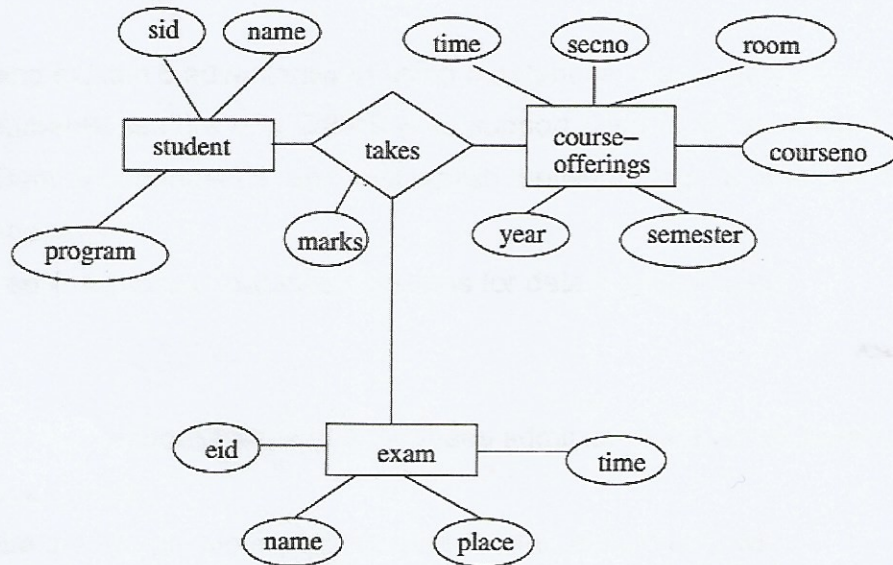 sid
name
time
secno
room
student
takes
course–
offerings
courseno
program
marks
year
semester
eid
exam
time
name
place